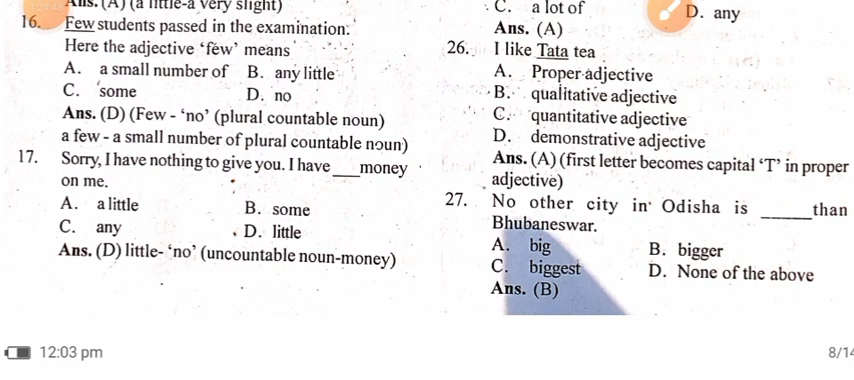 Ans. (A) (a little-a very slight)
16. Few students passed in the examination.
Here the adjective ‘few’ means
A. a small number of B. any little
C. some D. no
Ans. (D) (Few - ‘no’ (plural countable noun)
a few - a small number of plural countable noun)
17. Sorry, I have nothing to give you. I have ___ money
on me.
A. a little B. some
C. any D. little
Ans. (D) little- ‘no’ (uncountable noun-money)
C. a lot of D. any
Ans. (A)
26. I like Tata tea
A. Proper adjective
B. qualitative adjective
C. quantitative adjective
D. demonstrative adjective
Ans. (A) (first letter becomes capital ‘T’ in proper
adjective)
27. No other city in Odisha is ______ than
Bhubaneswar.
A. big B. bigger
C. biggest D. None of the above
Ans. (B)
12:03 pm 8/14